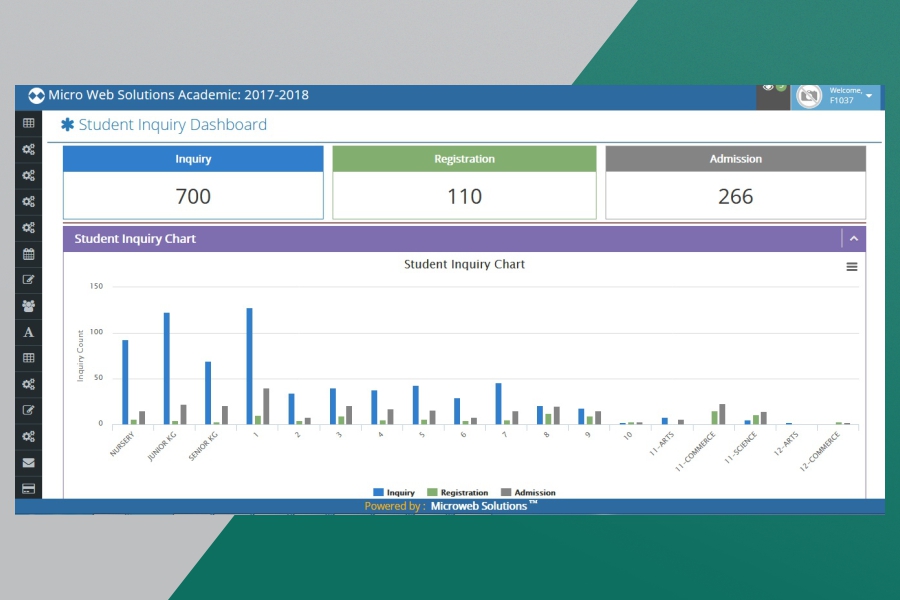 Micro Web Solutions Academic: 2017-2018
Welcome,
F1037
Student Inquiry Dashboard
Inquiry
Registration
Admission
700
110
266
Student Inquiry Chart
Student Inquiry Chart
Inquiry Count
150
100
50
0
NURSERY
JUNIOR KG
SENIOR KG
1
2
3
4
5
6
7
8
9
10
11-ARTS
11-COMMERCE
11-SCIENCE
12-ARTS
12-COMMERCE
Inquiry Registration Admission
Powered by : Microweb Solutions™